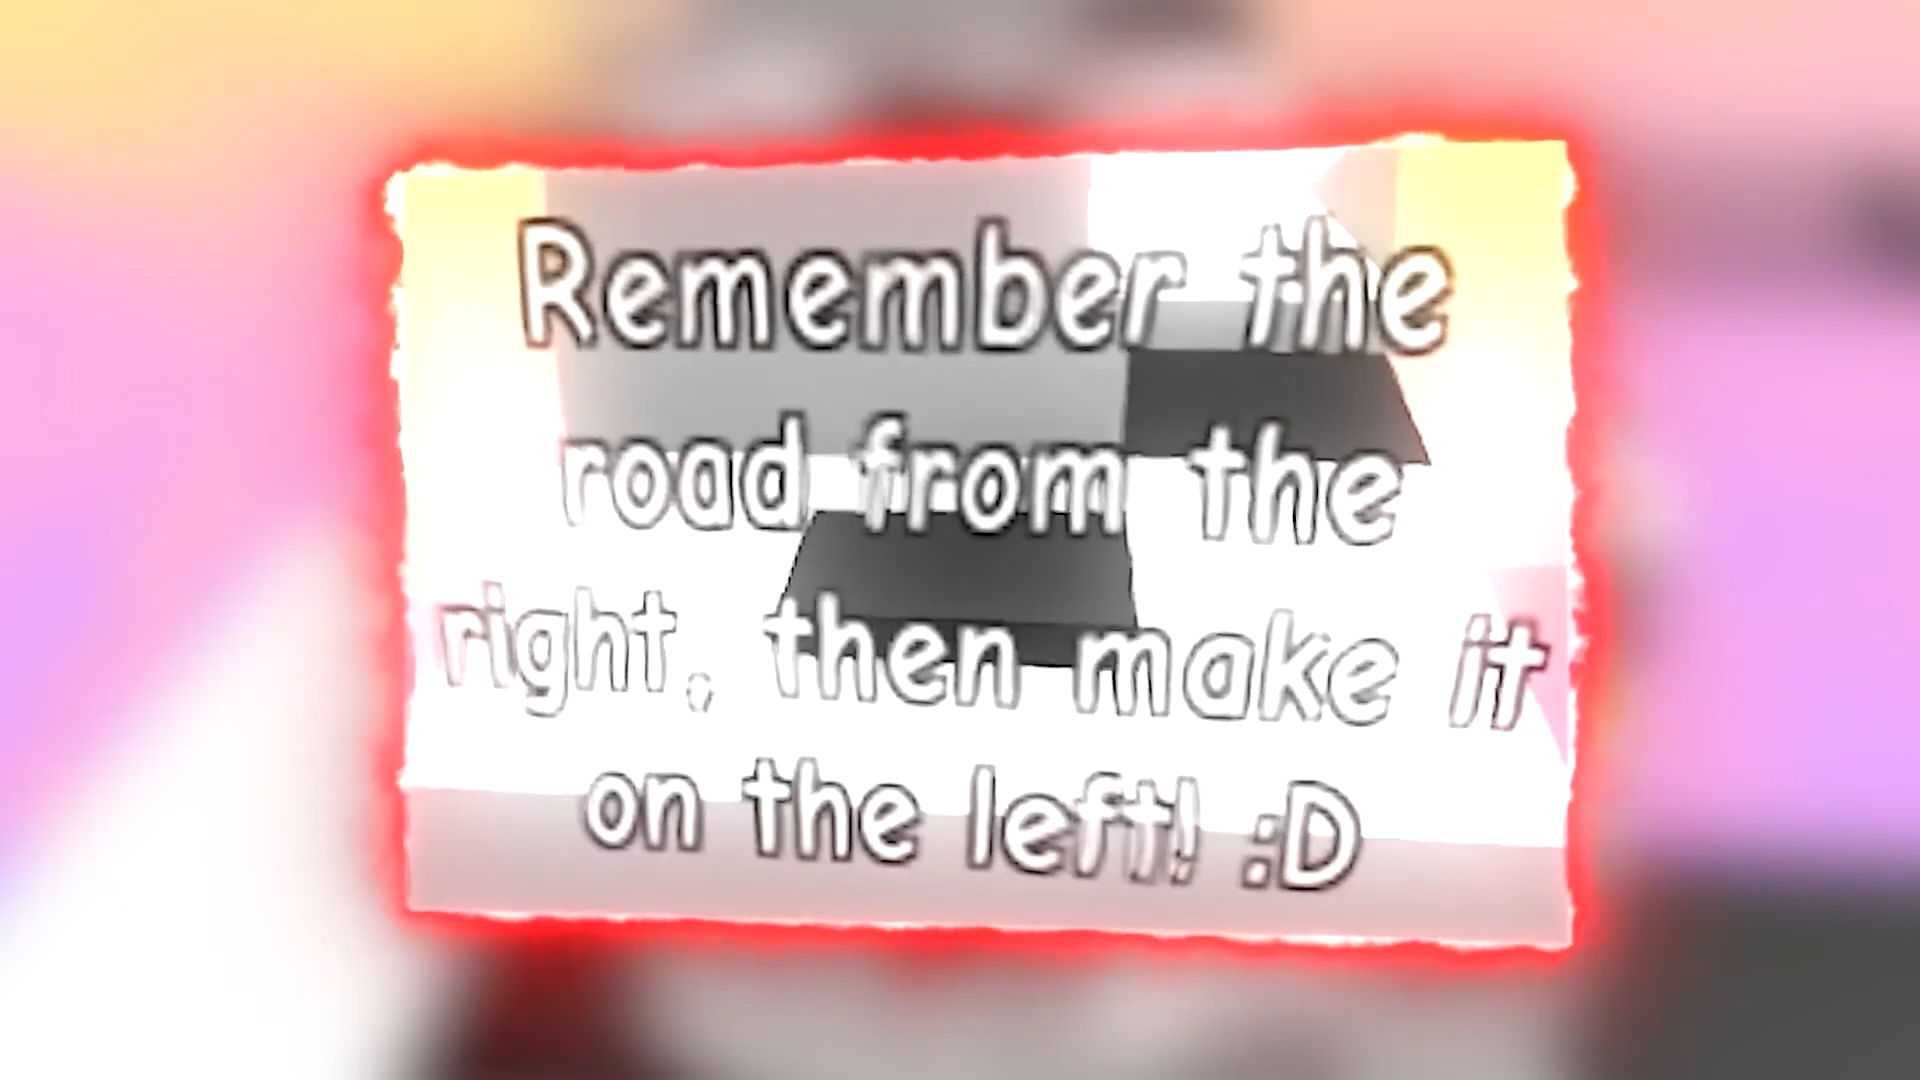 Remember the
road from the
right, then make it
on the left! :D